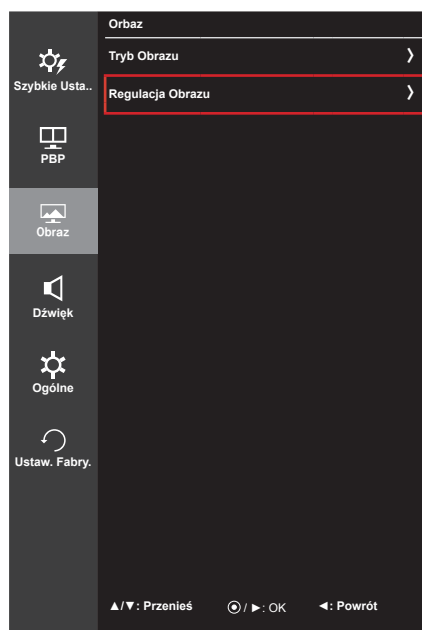 Orbaz
Szybkie Usta..
Tryb Obrazu
Regulacja Obrazu
PBP
Obraz
Dźwięk
Ogólne
Ustaw. Fabry.
▲/▼: Przenieś ⦿ / ►: OK ◄: Powrót